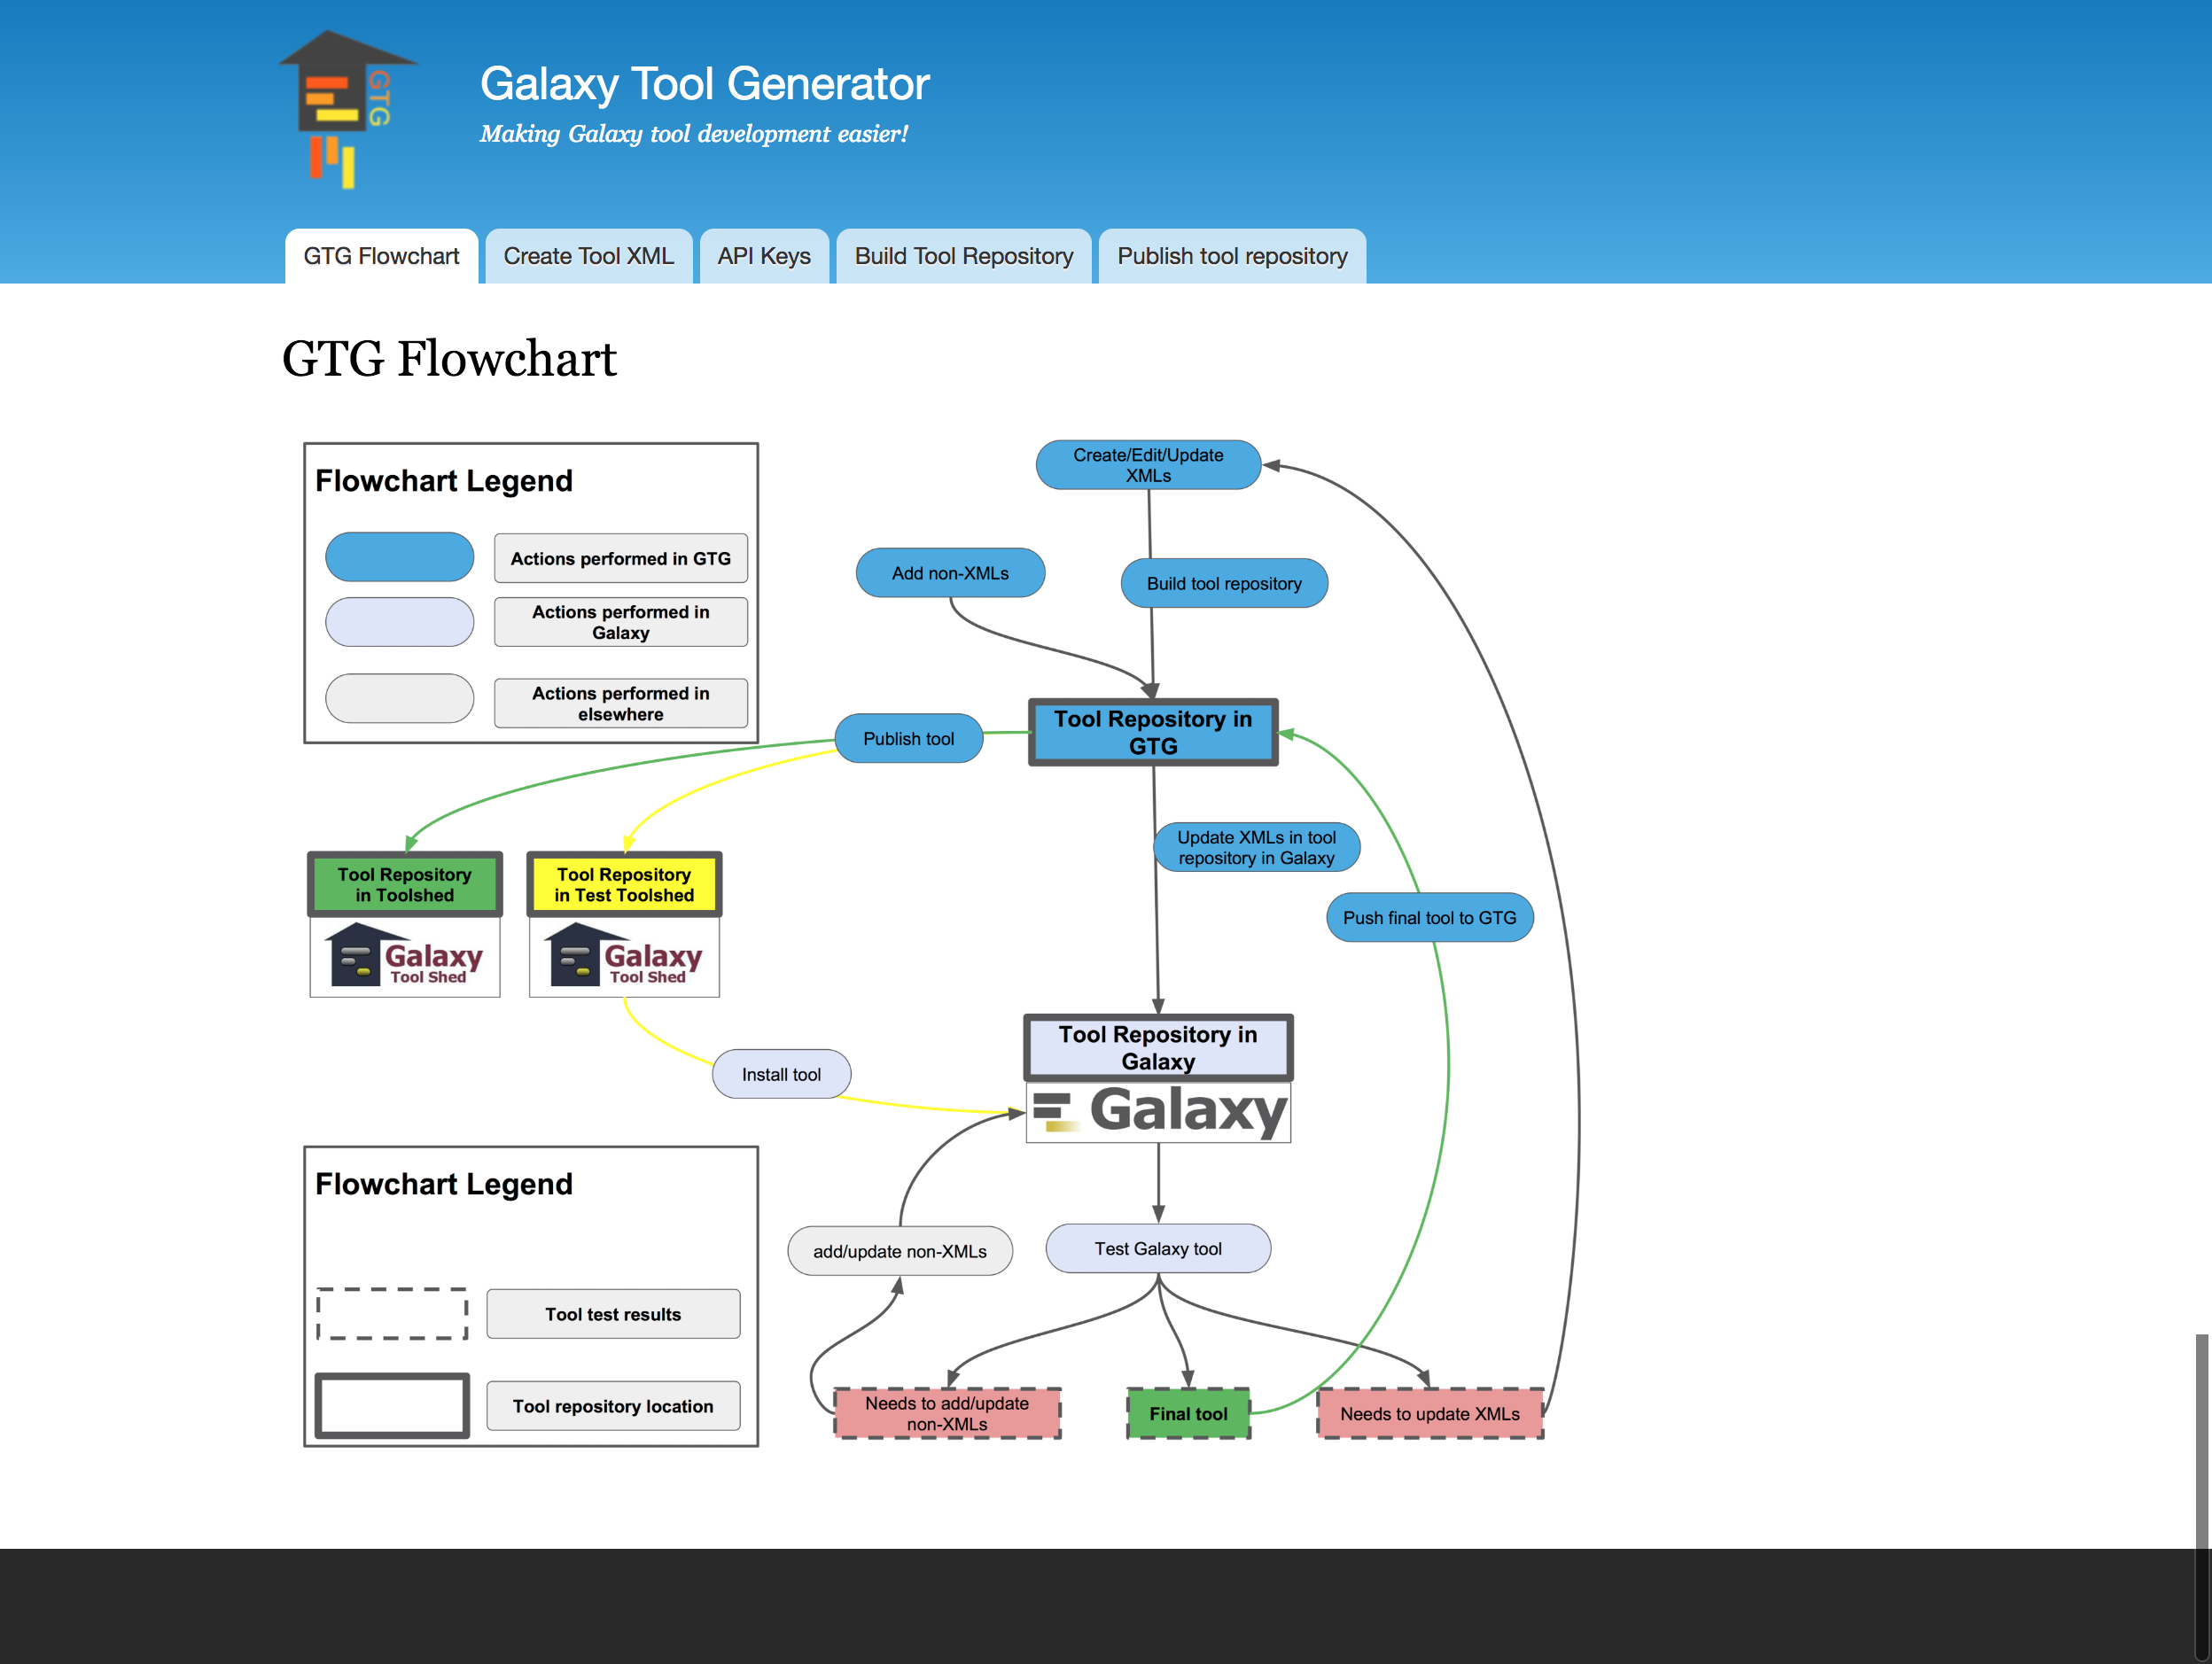 GTG
Galaxy Tool Generator
Making Galaxy tool development easier!
GTG Flowchart
Create Tool XML
API Keys
Build Tool Repository
Publish tool repository
GTG Flowchart
Flowchart Legend
Actions performed in GTG
Actions performed in
Galaxy
Actions performed in
elsewhere
Create/Edit/Update
XMLs
Add non-XMLs
Build tool repository
Tool Repository in
GTG
Publish tool
Update XMLs in tool
repository in Galaxy
Push final tool to GTG
Tool Repository
in Toolshed
Galaxy
Tool Shed
Tool Repository
in Test Toolshed
Galaxy
Tool Shed
Install tool
Tool Repository in
Galaxy
Galaxy
Flowchart Legend
Tool test results
Tool repository location
add/update non-XMLs
Test Galaxy tool
Needs to add/update
non-XMLs
Final tool
Needs to update XMLs